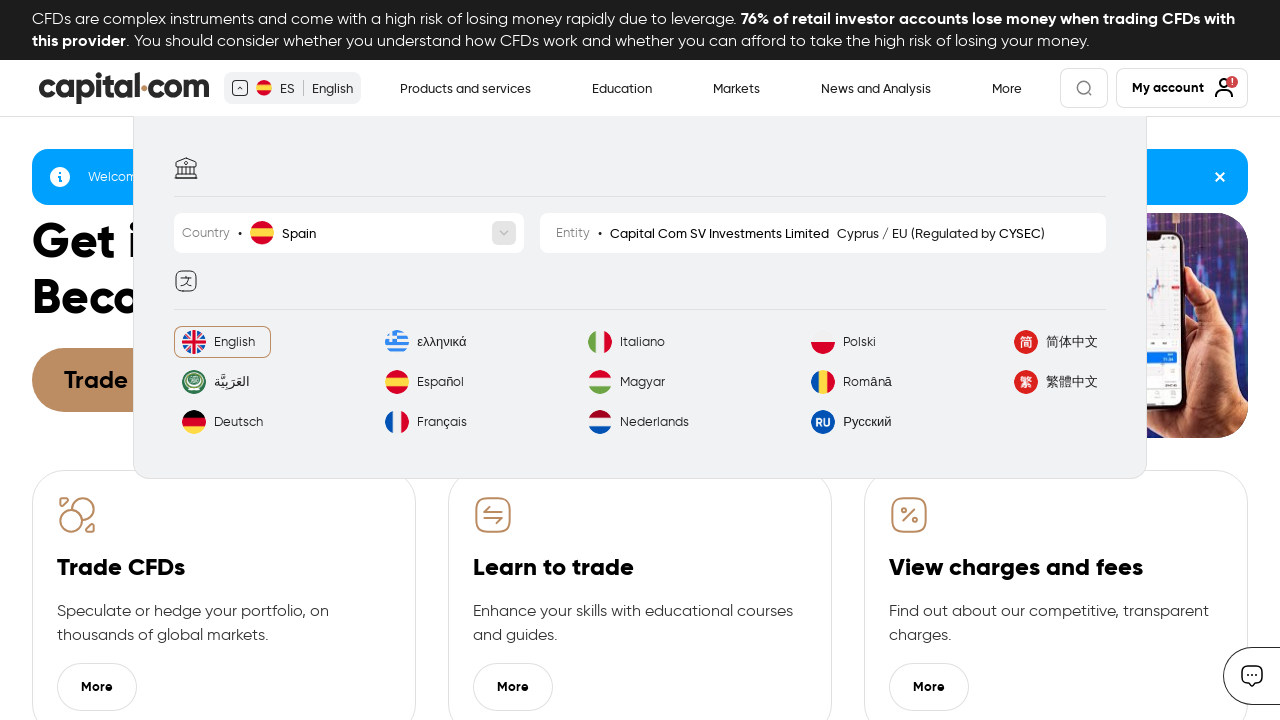 CFDs are complex instruments and come with a high risk of losing money rapidly due to leverage. 76% of retail investor accounts lose money when trading CFDs with
this provider. You should consider whether you understand how CFDs work and whether you can afford to take the high risk of losing your money.
capital.com
ES English
Products and services
Education
Markets
News and Analysis
More
My account
!
Welcom
Get i
Beco
Trade
Country • Spain
Entity • Capital Com SV Investments Limited Cyprus / EU (Regulated by CYSEC)
English
ελληνικά
Italiano
Polski
简 简体中文
العَرَبِيَّة
Español
Magyar
Română
繁 繁體中文
Deutsch
Français
Nederlands
RU Русский
Trade CFDs
Speculate or hedge your portfolio, on
thousands of global markets.
More
Learn to trade
Enhance your skills with educational courses
and guides.
More
View charges and fees
Find out about our competitive, transparent
charges.
More